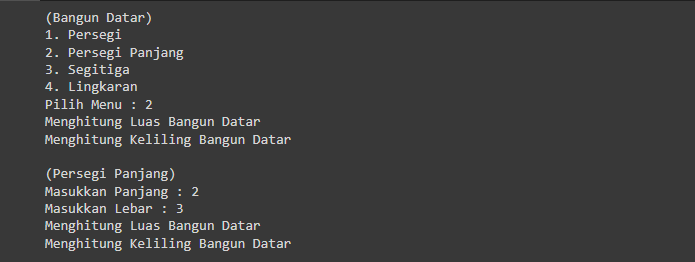 (Bangun Datar)
1. Persegi
2. Persegi Panjang
3. Segitiga
4. Lingkaran
Pilih Menu : 2
Menghitung Luas Bangun Datar
Menghitung Keliling Bangun Datar

(Persegi Panjang)
Masukkan Panjang : 2
Masukkan Lebar : 3
Menghitung Luas Bangun Datar
Menghitung Keliling Bangun Datar